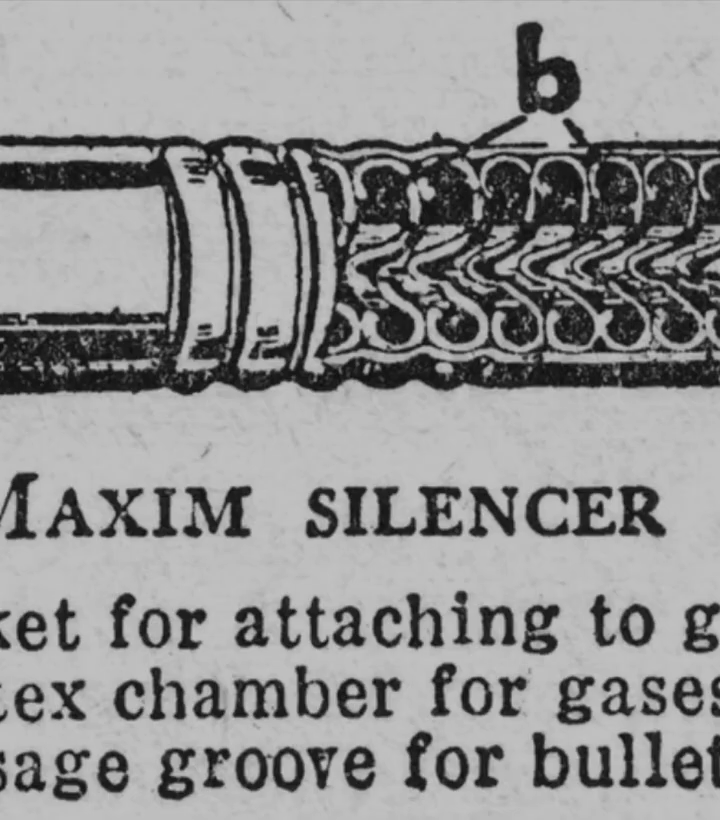 b
MAXIM SILENCER
ket for attaching to g
tex chamber for gases
sage groove for bullet